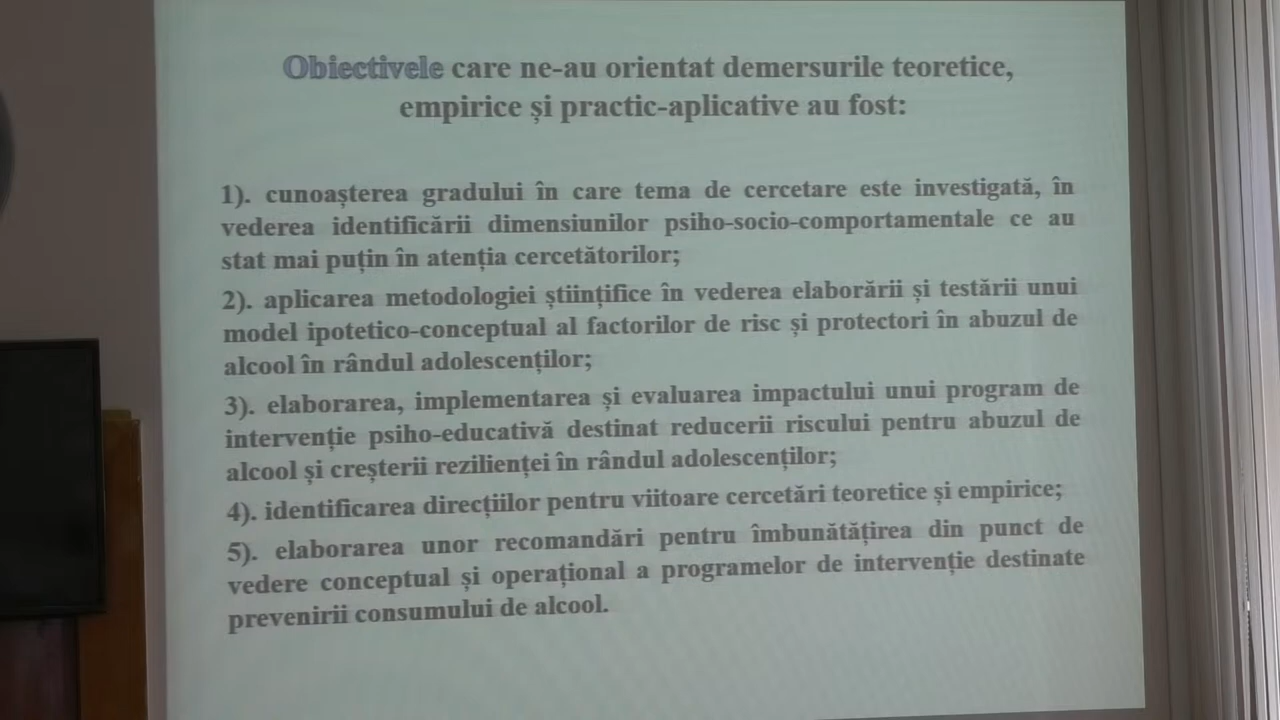 Obiectivele care ne-au orientat demersurile teoretice,
empirice și practic-aplicative au fost:
1). cunoașterea gradului în care tema de cercetare este investigată, în
vederea identificării dimensiunilor psiho-socio-comportamentale ce au
stat mai puțin în atenția cercetătorilor;
2). aplicarea metodologiei științifice în vederea elaborării și testării unui
model ipotetico-conceptual al factorilor de risc și protectori în abuzul de
alcool în rândul adolescenților;
3). elaborarea, implementarea și evaluarea impactului unui program de
intervenție psiho-educativă destinat reducerii riscului pentru abuzul de
alcool și creșterii rezilienței în rândul adolescenților;
4). identificarea direcțiilor pentru viitoare cercetări teoretice și empirice;
5). elaborarea unor recomandări pentru îmbunătățirea din punct de
vedere conceptual și operațional a programelor de intervenție destinate
prevenirii consumului de alcool.